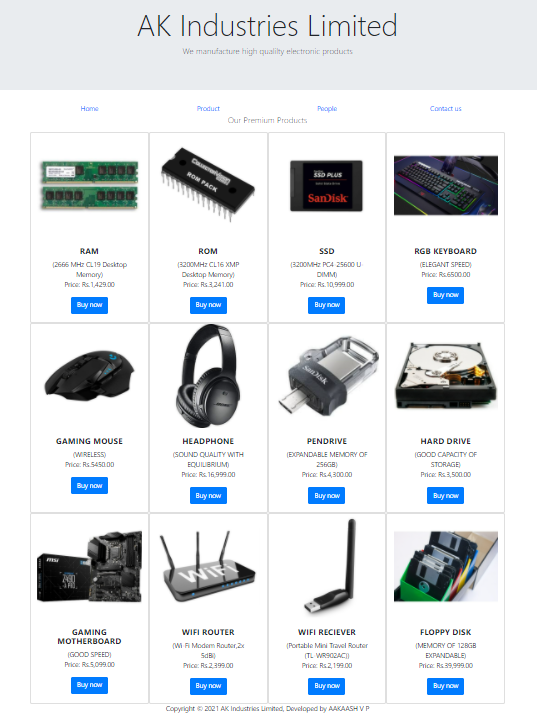 AK Industries Limited
We manufacture high quality electronic products
Home Product People Contact us
Our Premium Products
ROM PACK
SSD PLUS
SanDisk
RAM
(2666 MHz CL19 Desktop
Memory)
Price: Rs.1,429.00
Buy now
ROM
(3200MHz CL16 XMP
Desktop Memory)
Price: Rs.3,241.00
Buy now
SSD
(3200MHz PC4-25600 U-
DIMM)
Price: Rs.10,999.00
Buy now
RGB KEYBOARD
(ELEGANT SPEED)
Price: Rs.6500.00
Buy now
SanDisk
GAMING MOUSE
(WIRELESS)
Price: Rs.5450.00
Buy now
HEADPHONE
(SOUND QUALITY WITH
EQUILIBRIUM)
Price: Rs.16,999.00
Buy now
PENDRIVE
(EXPANDABLE MEMORY OF
256GB)
Price: Rs.4,300.00
Buy now
HARD DRIVE
(GOOD CAPACITY OF
STORAGE)
Price: Rs.3,500.00
Buy now
msi
WiFi
GAMING
MOTHERBOARD
(GOOD SPEED)
Price: Rs.5,099.00
Buy now
WIFI ROUTER
(Wi-Fi Modem Router,2x
5dBi)
Price: Rs.2,399.00
Buy now
WIFI RECIEVER
(Portable Mini Travel Router
(TL-WR902AC))
Price: Rs.2,199.00
Buy now
FLOPPY DISK
(MEMORY OF 128GB
EXPANDABLE)
Price: Rs.39,999.00
Buy now
Copyright © 2021 AK Industries Limited, Developed by AAKAASH V P